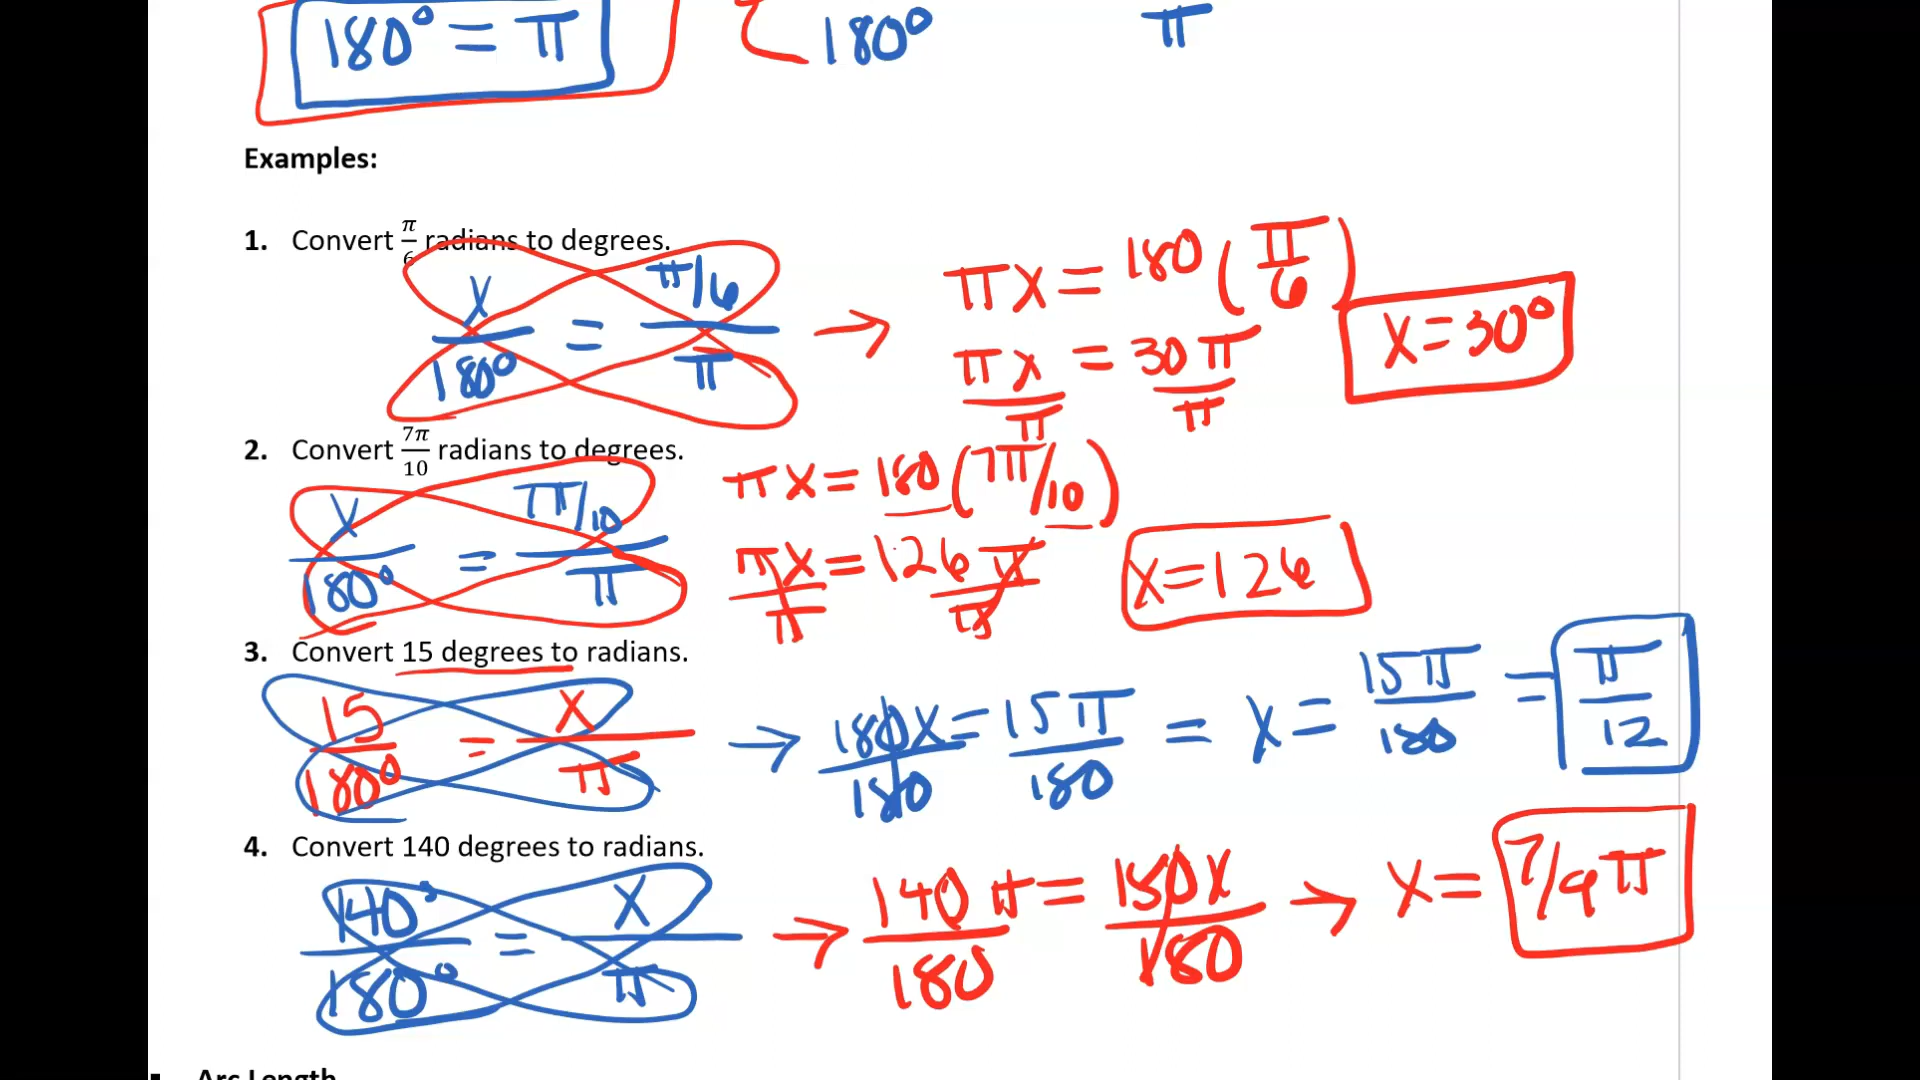 180° = π
180° π
Examples:
1. Convert π/6 radians to degrees.
x/180° = π/6/π → πx = 180(π/6)
πx/π = 30π/π
x = 30°
2. Convert 7π/10 radians to degrees.
x/180° = 7π/10/π πx = 180(7π/10)
πx/π = 126π/π
x = 126
3. Convert 15 degrees to radians.
15/180° = x/π → 180x/180 = 15π/180 = x = 15π/180 = π/12
4. Convert 140 degrees to radians.
140°/180° = x/π → 140π/180 = 180x/180 → x = 7/9π
Arc Length